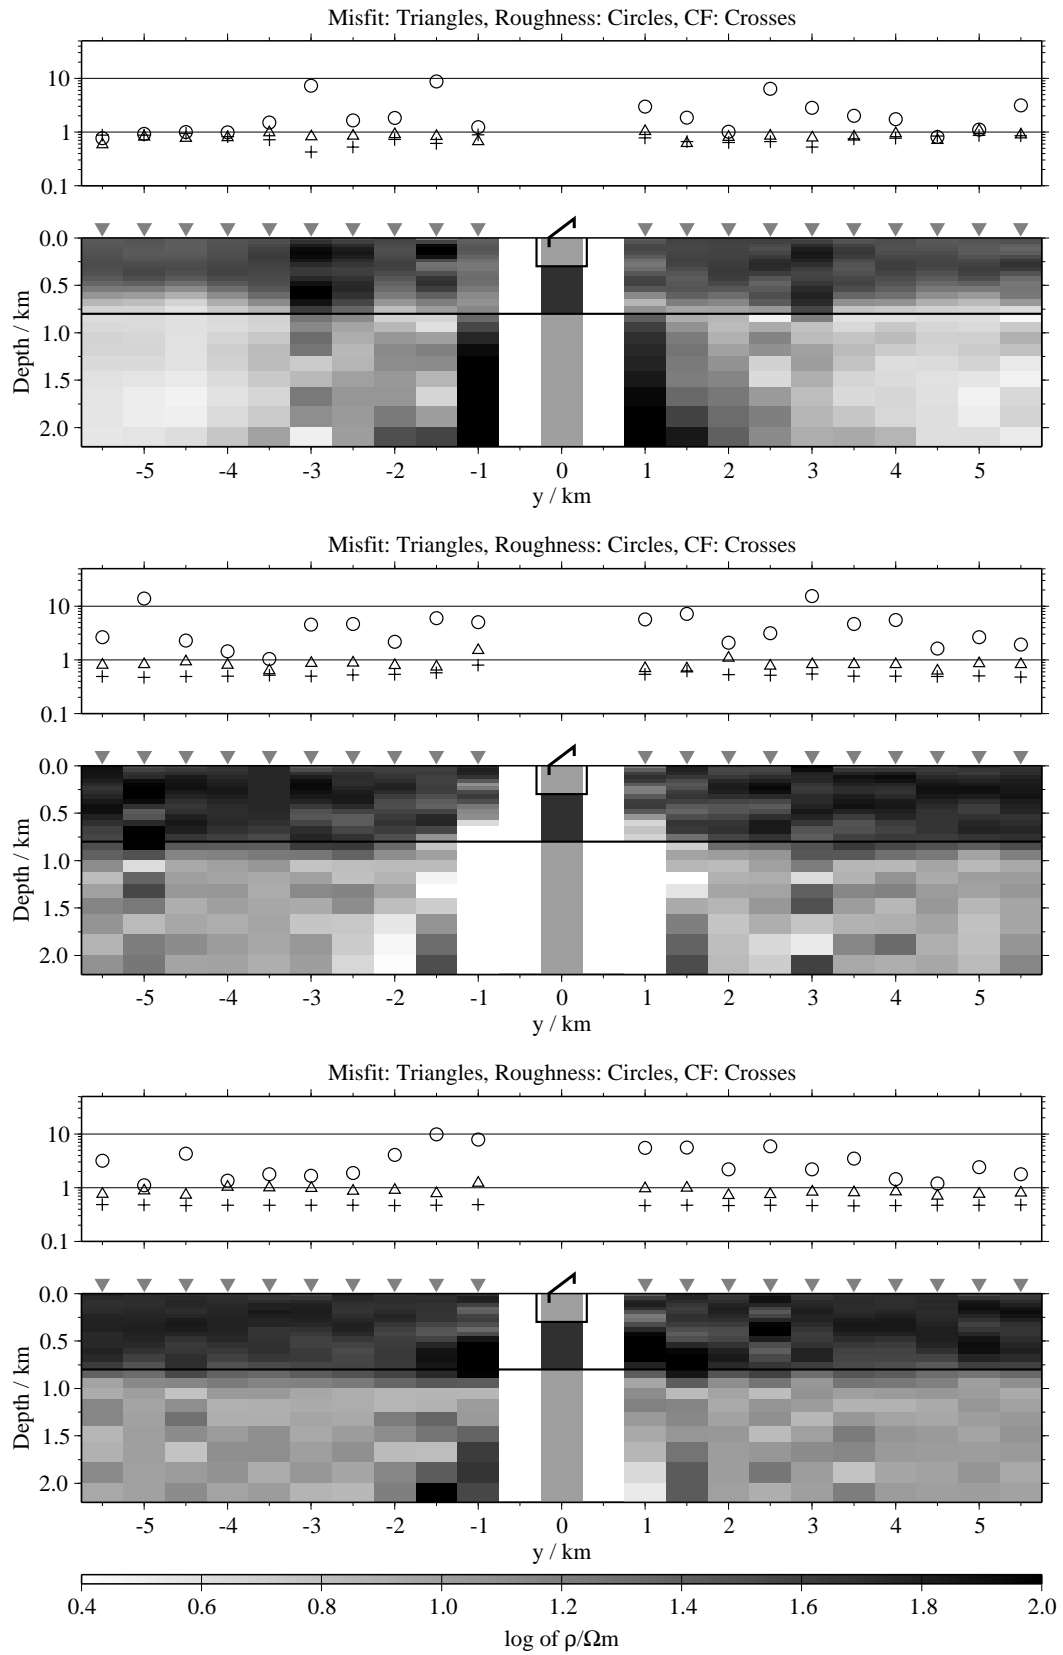 Misfit: Triangles, Roughness: Circles, CF: Crosses
10
1
0.1
0.0
0.5
1.0
1.5
2.0
Depth / km
-5 -4 -3 -2 -1 0 1 2 3 4 5
y / km
Misfit: Triangles, Roughness: Circles, CF: Crosses
10
1
0.1
0.0
0.5
1.0
1.5
2.0
Depth / km
-5 -4 -3 -2 -1 0 1 2 3 4 5
y / km
Misfit: Triangles, Roughness: Circles, CF: Crosses
10
1
0.1
0.0
0.5
1.0
1.5
2.0
Depth / km
-5 -4 -3 -2 -1 0 1 2 3 4 5
y / km
0.4 0.6 0.8 1.0 1.2 1.4 1.6 1.8 2.0
log of ρ/Ωm